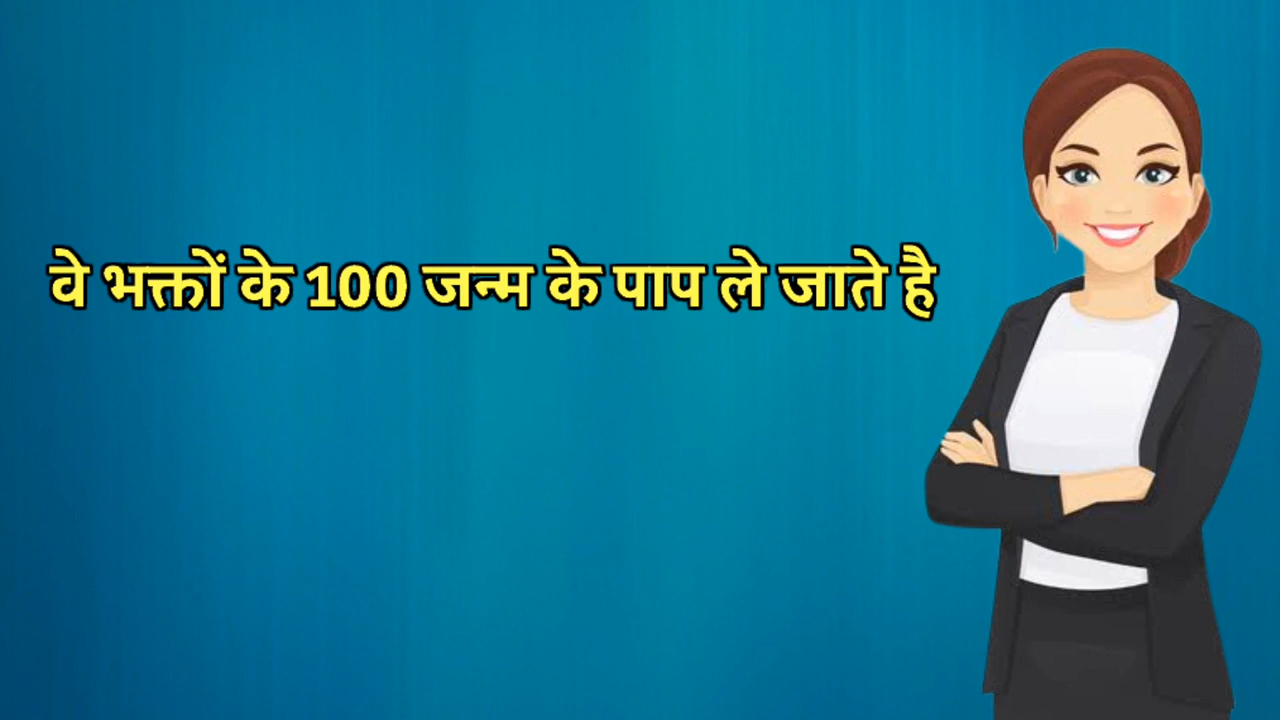 वे भक्तों के 100 जन्म के पाप ले जाते है